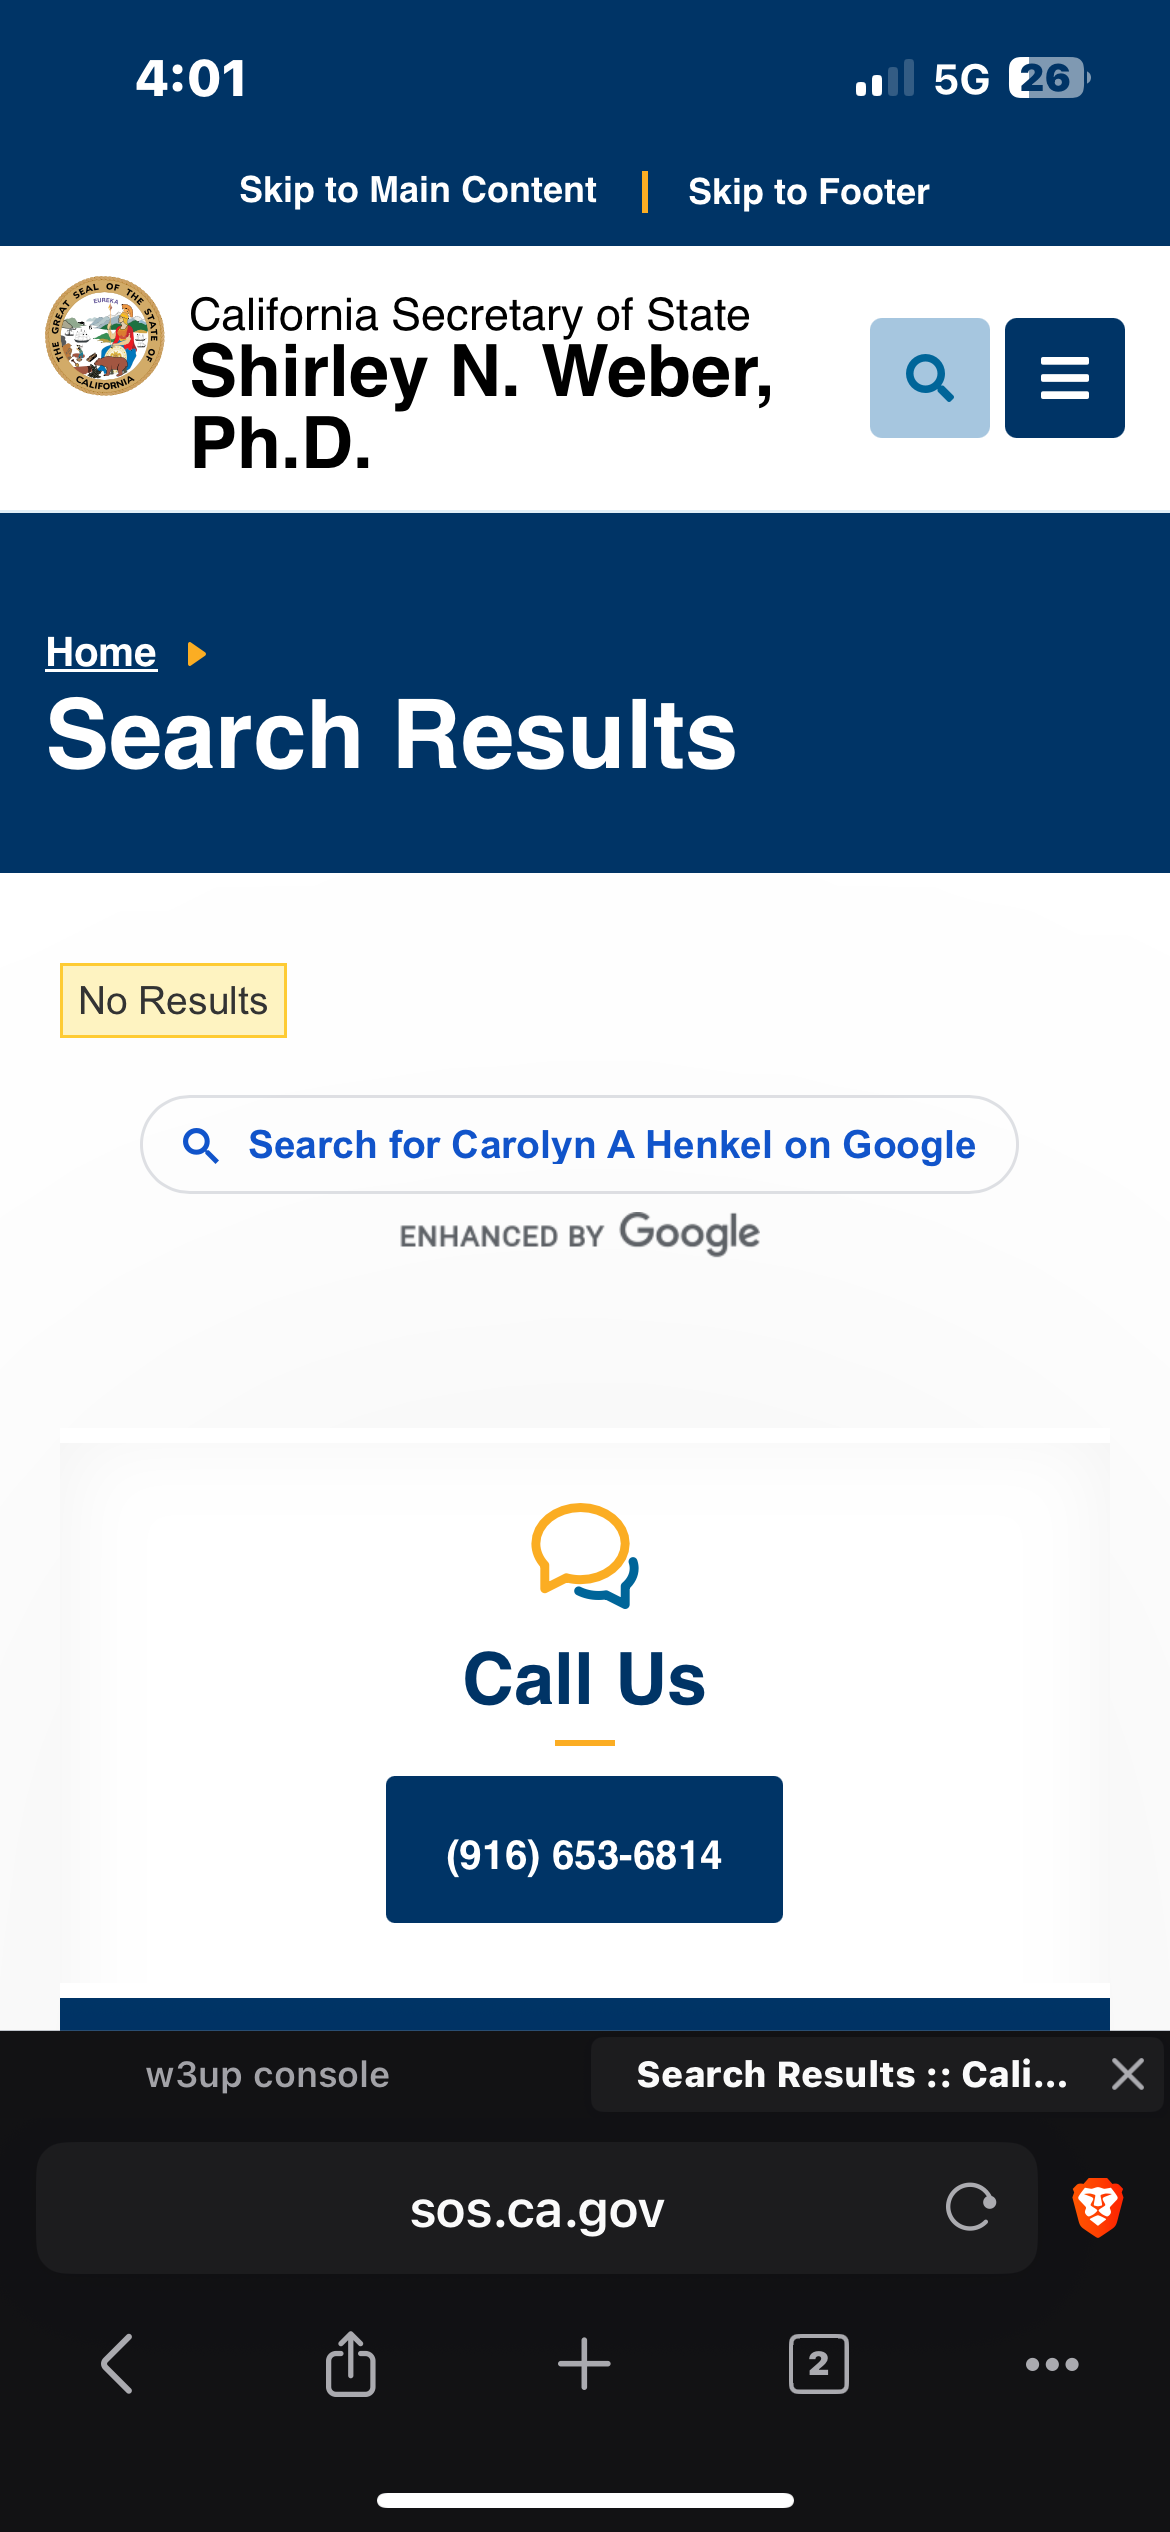 4:01
5G
26
Skip to Main Content
Skip to Footer
THE GREAT SEAL OF THE STATE OF CALIFORNIA
EUREKA
California Secretary of State
Shirley N. Weber,
Ph.D.
Home
Search Results
No Results
Search for Carolyn A Henkel on Google
ENHANCED BY Google
Call Us
(916) 653-6814
w3up console
Search Results :: Cali...
sos.ca.gov
2